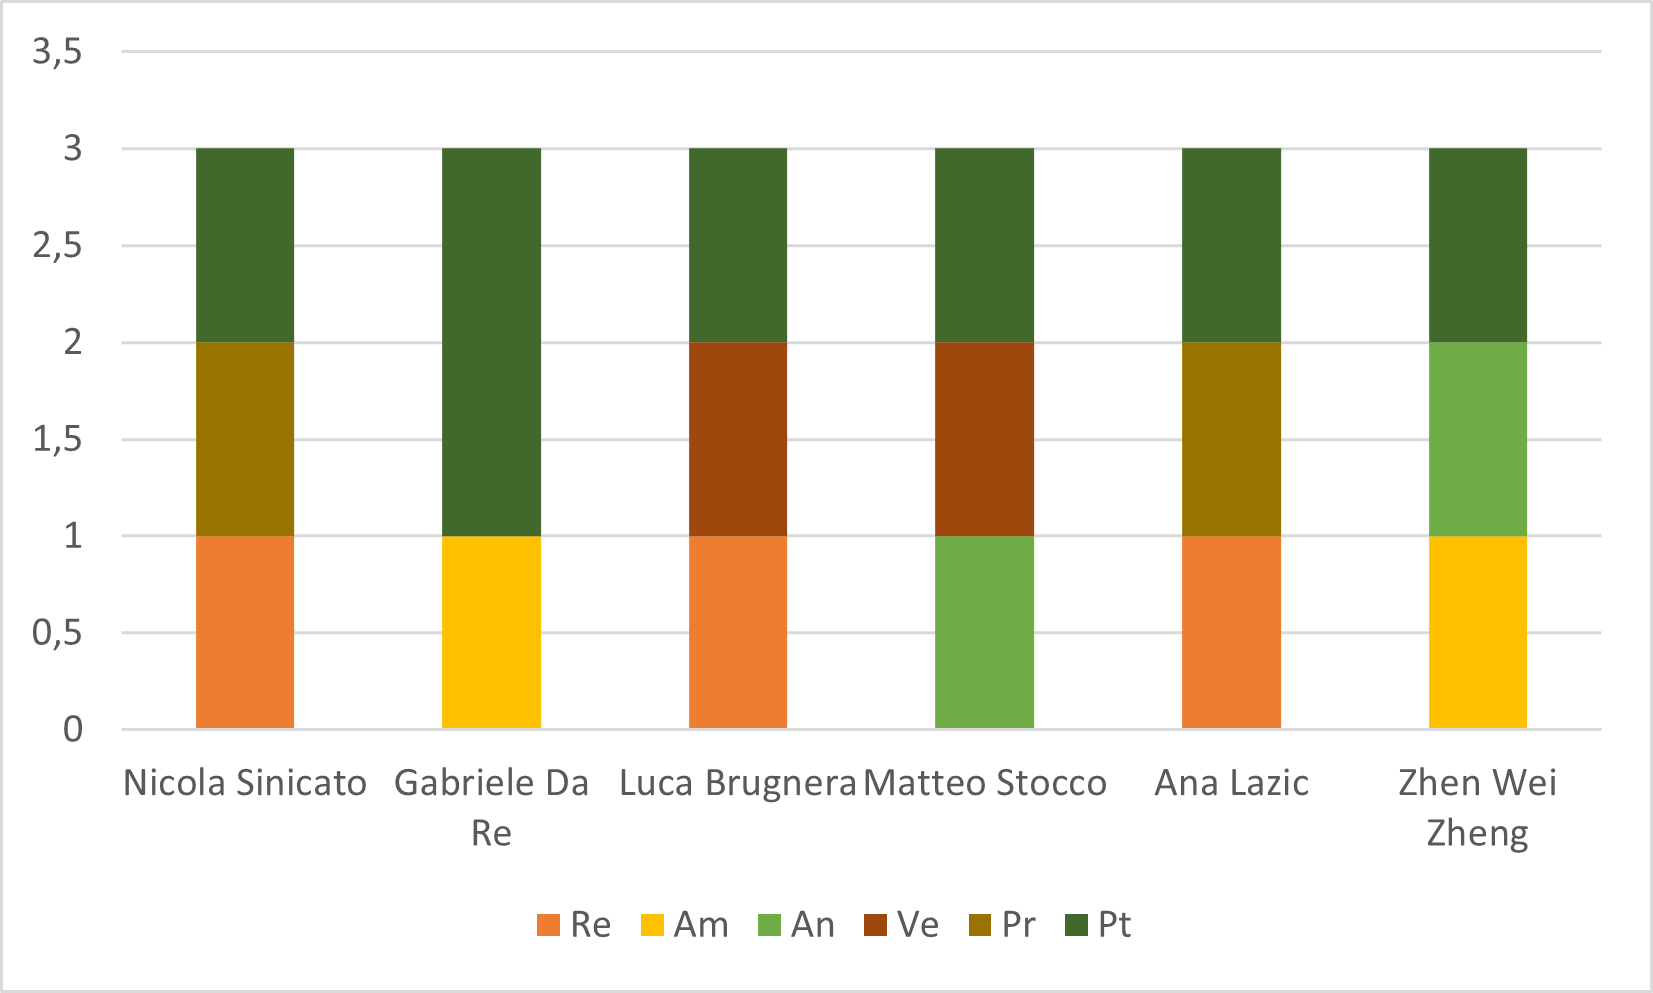 3,5
3
2,5
2
1,5
1
0,5
0
Nicola Sinicato
Gabriele Da
Re
Luca Brugnera
Matteo Stocco
Ana Lazic
Zhen Wei
Zheng
Re Am An Ve Pr Pt